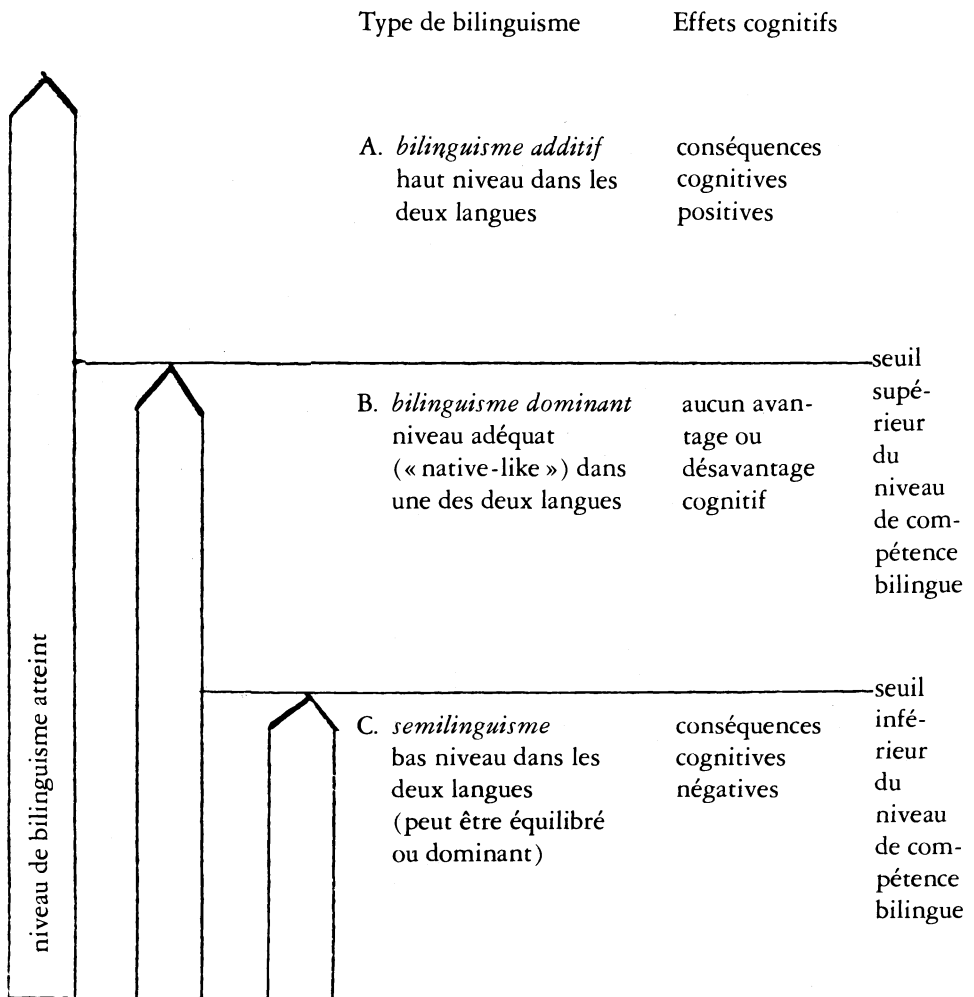 Type de bilinguisme
Effets cognitifs
A. bilinguisme additif
haut niveau dans les
deux langues
conséquences
cognitives
positives
seuil
supé-
rieur
du
niveau
de com-
pétence
bilingue
B. bilinguisme dominant
niveau adéquat
(« native-like ») dans
une des deux langues
aucun avan-
tage ou
désavantage
cognitif
seuil
infé-
rieur
du
niveau
de com-
pétence
bilingue
C. semilinguisme
bas niveau dans les
deux langues
(peut être équilibré
ou dominant)
conséquences
cognitives
négatives
niveau de bilinguisme atteint